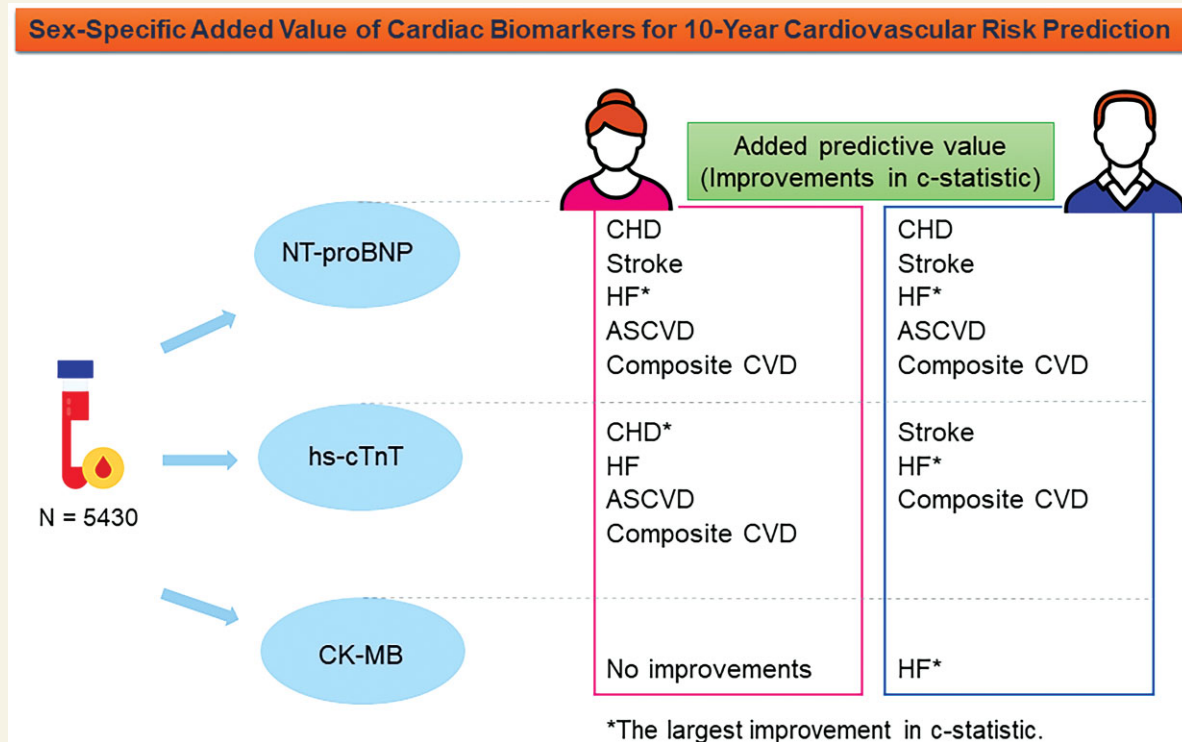 Sex-Specific Added Value of Cardiac Biomarkers for 10-Year Cardiovascular Risk Prediction
Added predictive value
(Improvements in c-statistic)
NT-proBNP
CHD
Stroke
HF*
ASCVD
Composite CVD
CHD
Stroke
HF*
ASCVD
Composite CVD
N = 5430
hs-cTnT
CHD*
HF
ASCVD
Composite CVD
Stroke
HF*
Composite CVD
CK-MB
No improvements
HF*
*The largest improvement in c-statistic.